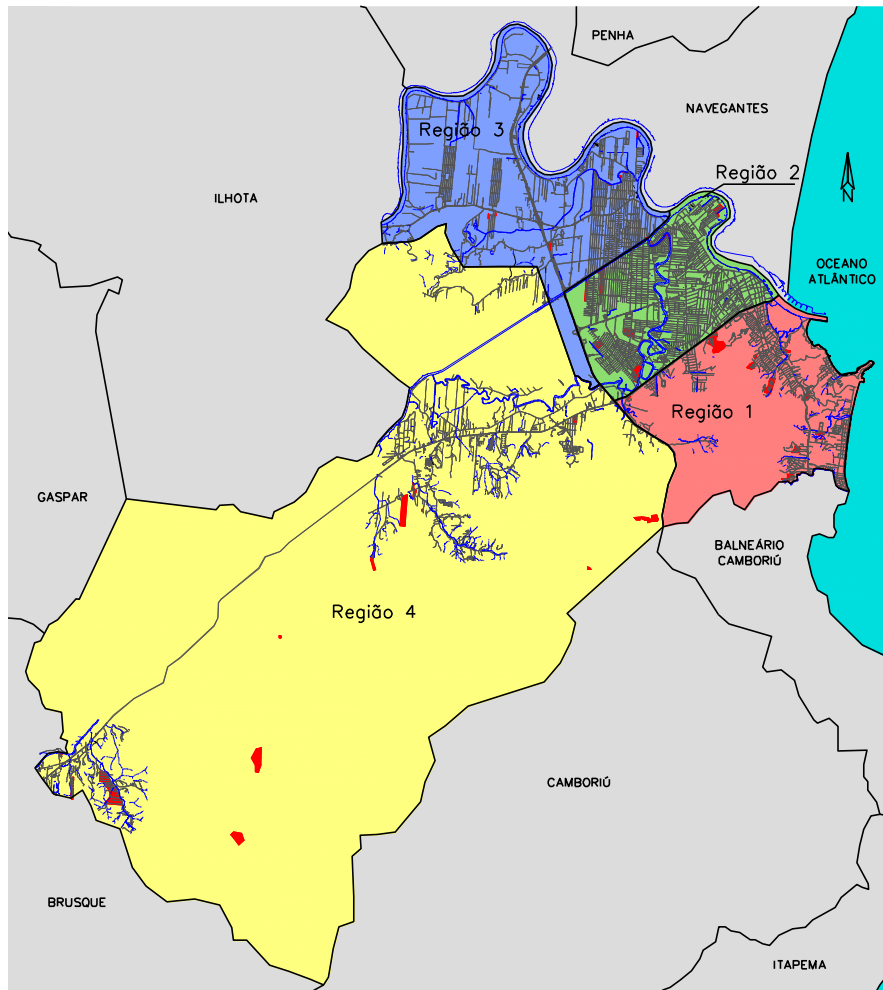 PENHA
NAVEGANTES
Região 3
Região 2
ILHOTA
OCEANO
ATLÂNTICO
Região 1
GASPAR
BALNEÁRIO
CAMBORIÚ
Região 4
CAMBORIÚ
BRUSQUE
ITAPEMA